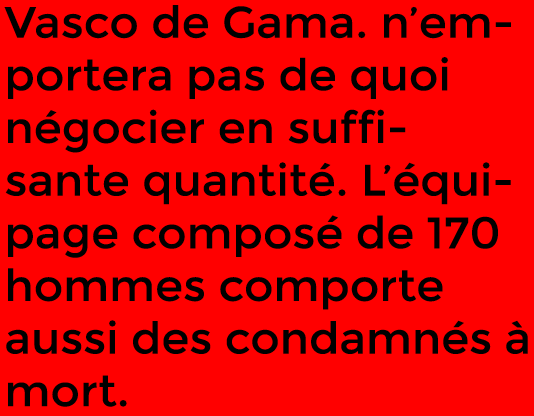 Vasco de Gama. n’em-
portera pas de quoi
négocier en suffi-
sante quantité. L’équi-
page composé de 170
hommes comporte
aussi des condamnés à
mort.